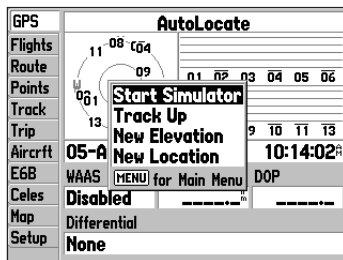 GPS
Flights
Route
Points
Track
Trip
Aircrft
E6B
Celes
Map
Setup
AutoLocate
11 08 04
09
01 02 03 04 05 06
13
9 10 11 13
Start Simulator
Track Up
New Elevation
New Location
MENU for Main Menu
05-A
10:14:02
WAAS
DOP
Disabled
Differential
None